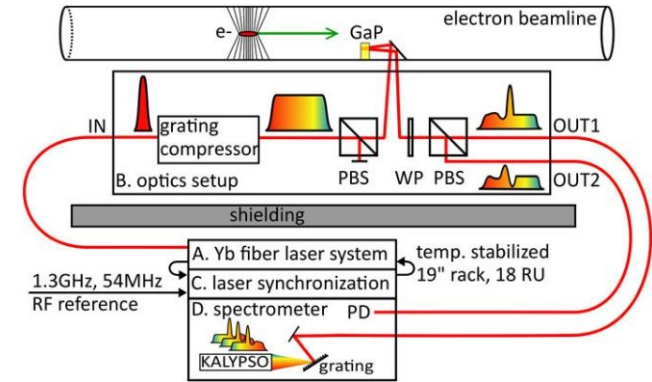 electron beamline
e-
GaP
IN
grating
compressor
OUT1
PBS
WP
PBS
OUT2
B. optics setup
shielding
A. Yb fiber laser system
temp. stabilized
19" rack, 18 RU
1.3GHz, 54MHz
RF reference
C. laser synchronization
D. spectrometer
PD
KALYPSO
grating